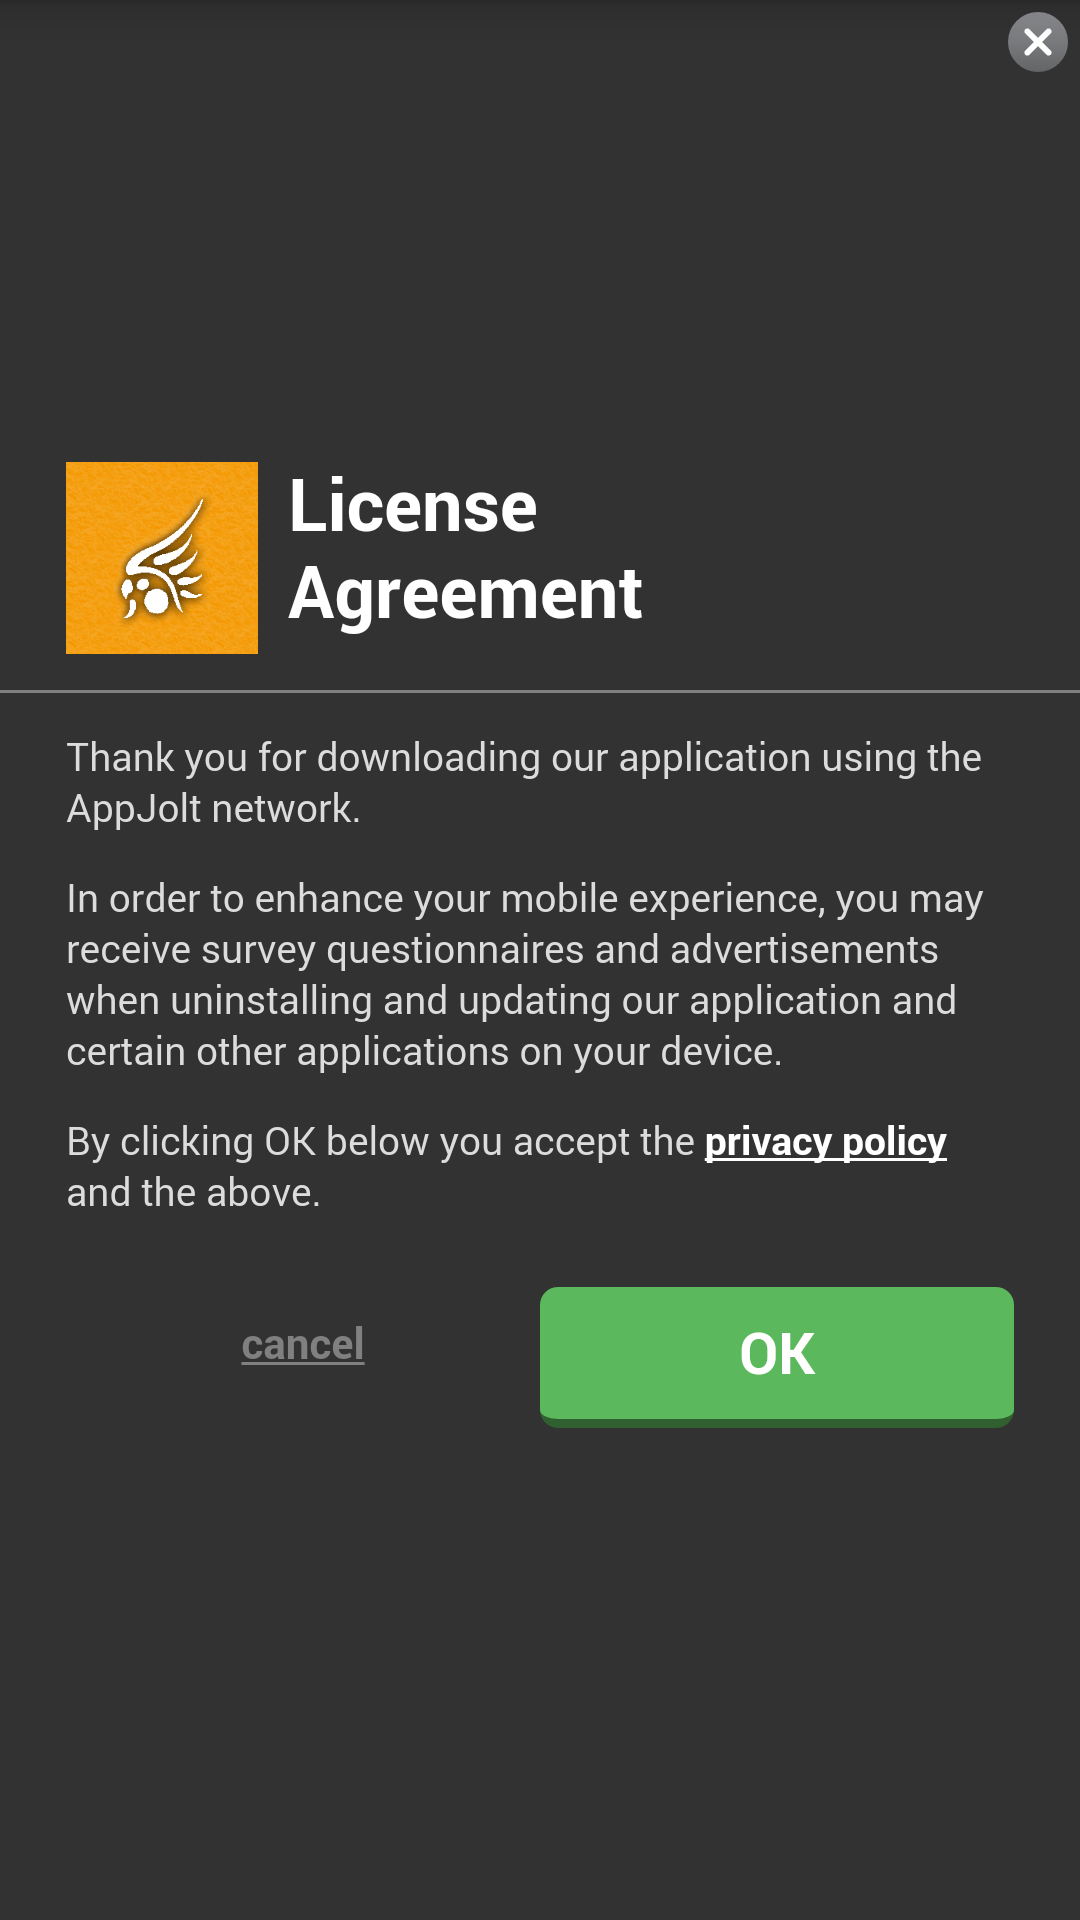 License
Agreement
Thank you for downloading our application using the
AppJolt network.
In order to enhance your mobile experience, you may
receive survey questionnaires and advertisements
when uninstalling and updating our application and
certain other applications on your device.
By clicking OK below you accept the privacy policy
and the above.
cancel
OK